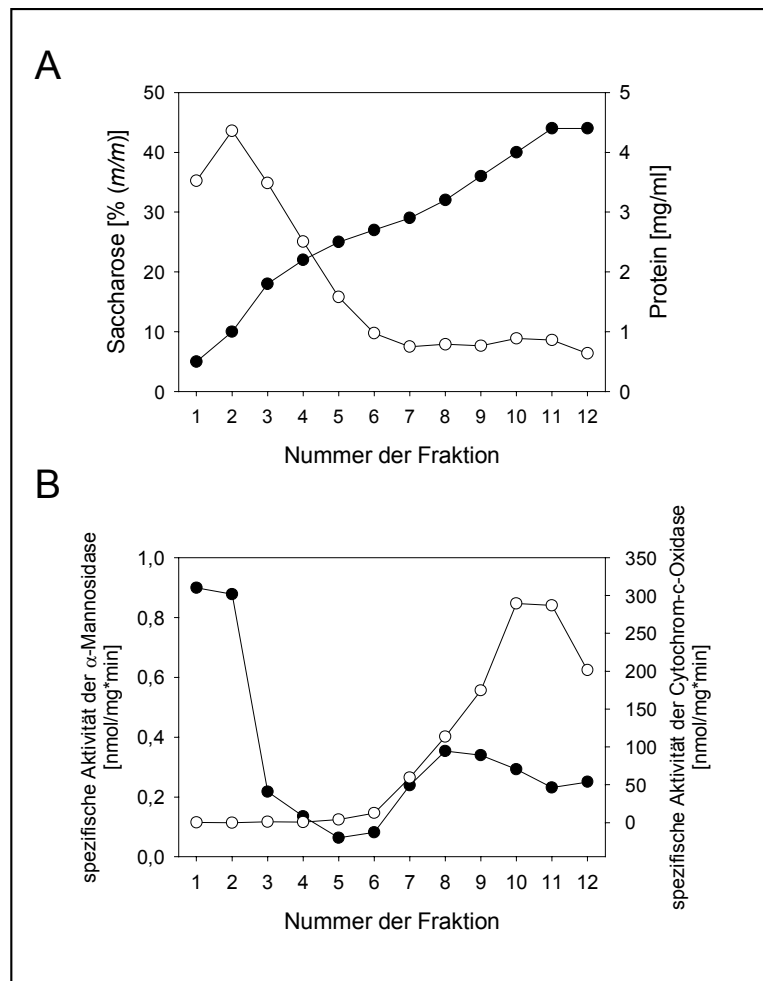 A
50
40
30
20
10
0
Saccharose [% (m/m)]
5
4
3
2
1
0
Protein [mg/ml]
1 2 3 4 5 6 7 8 9 10 11 12
Nummer der Fraktion
B
1,0
0,8
0,6
0,4
0,2
0,0
spezifische Aktivität der α-Mannosidase
[nmol/mg*min]
350
300
250
200
150
100
50
0
spezifische Aktivität der Cytochrom-c-Oxidase
[nmol/mg*min]
1 2 3 4 5 6 7 8 9 10 11 12
Nummer der Fraktion